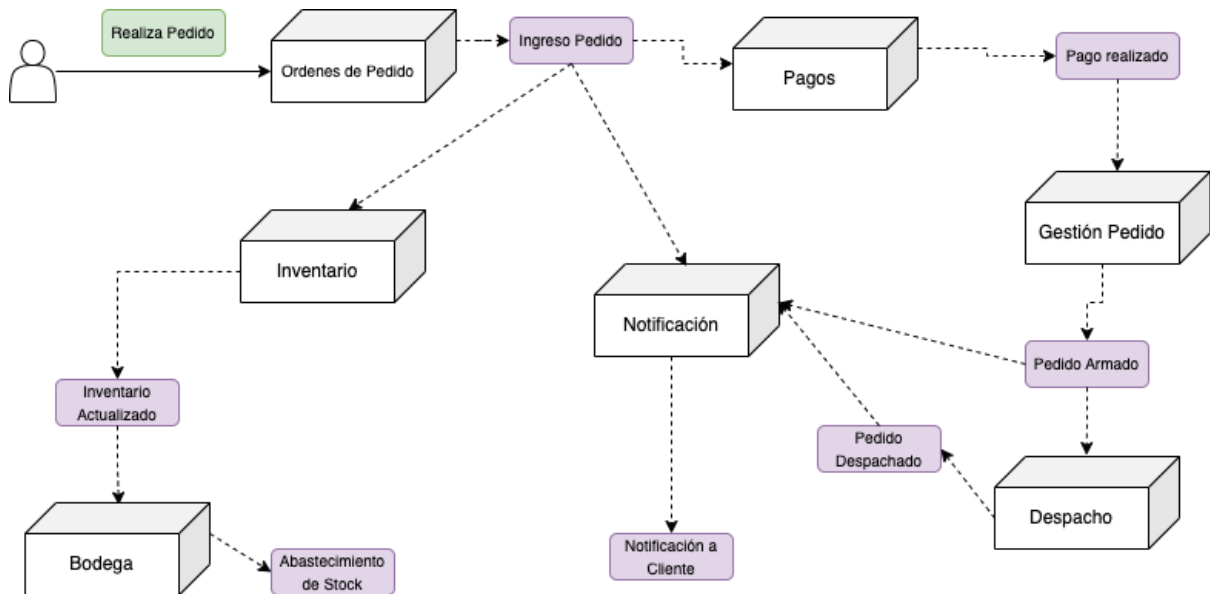 Realiza Pedido
Ingreso Pedido
Ordenes de Pedido
Pagos
Pago realizado
Gestión Pedido
Inventario
Notificación
Pedido Armado
Inventario
Actualizado
Pedido
Despachado
Despacho
Bodega
Abastecimiento
de Stock
Notificación a
Cliente